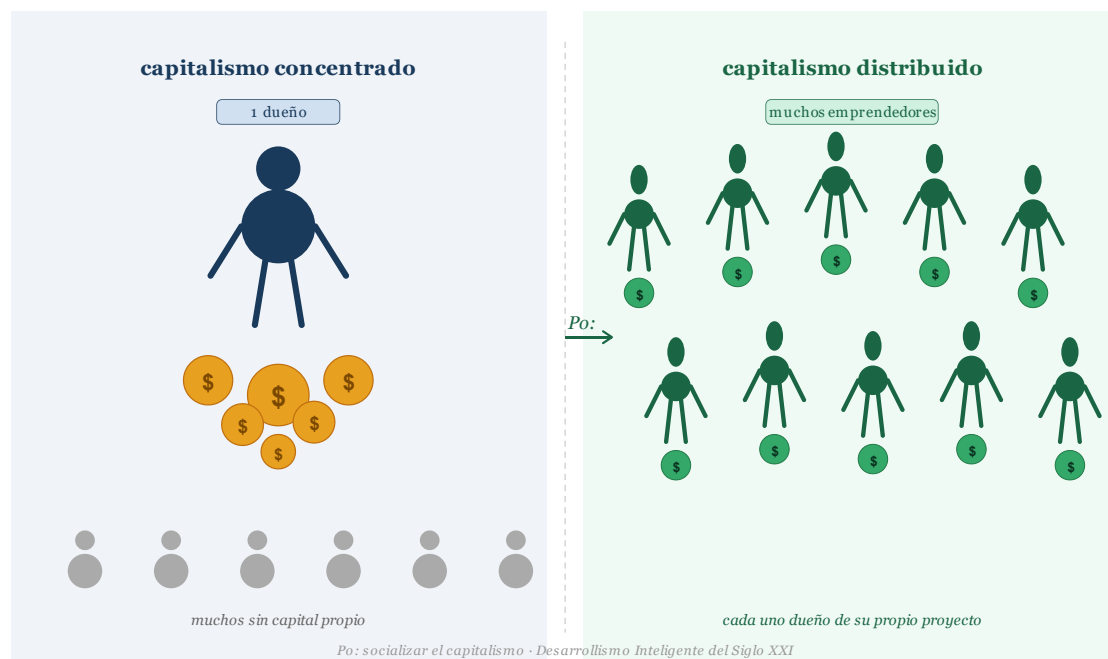 capitalismo concentrado
1 dueño
$
$
$
$
$
$
muchos sin capital propio
Po:
capitalismo distribuido
muchos emprendedores
$
$
$
$
$
$
$
$
$
$
cada uno dueño de su propio proyecto
Po: socializar el capitalismo · Desarrollismo Inteligente del Siglo XXI